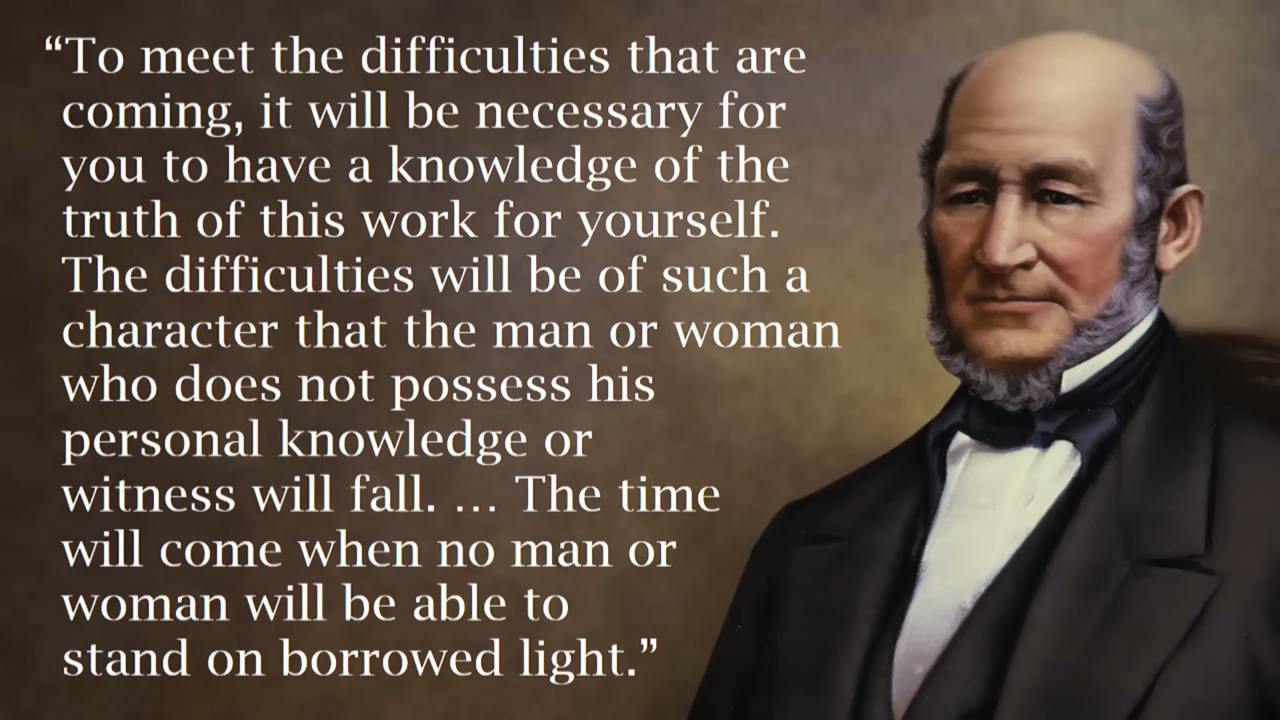 “To meet the difficulties that are
coming, it will be necessary for
you to have a knowledge of the
truth of this work for yourself.
The difficulties will be of such a
character that the man or woman
who does not possess his
personal knowledge or
witness will fall. … The time
will come when no man or
woman will be able to
stand on borrowed light.”